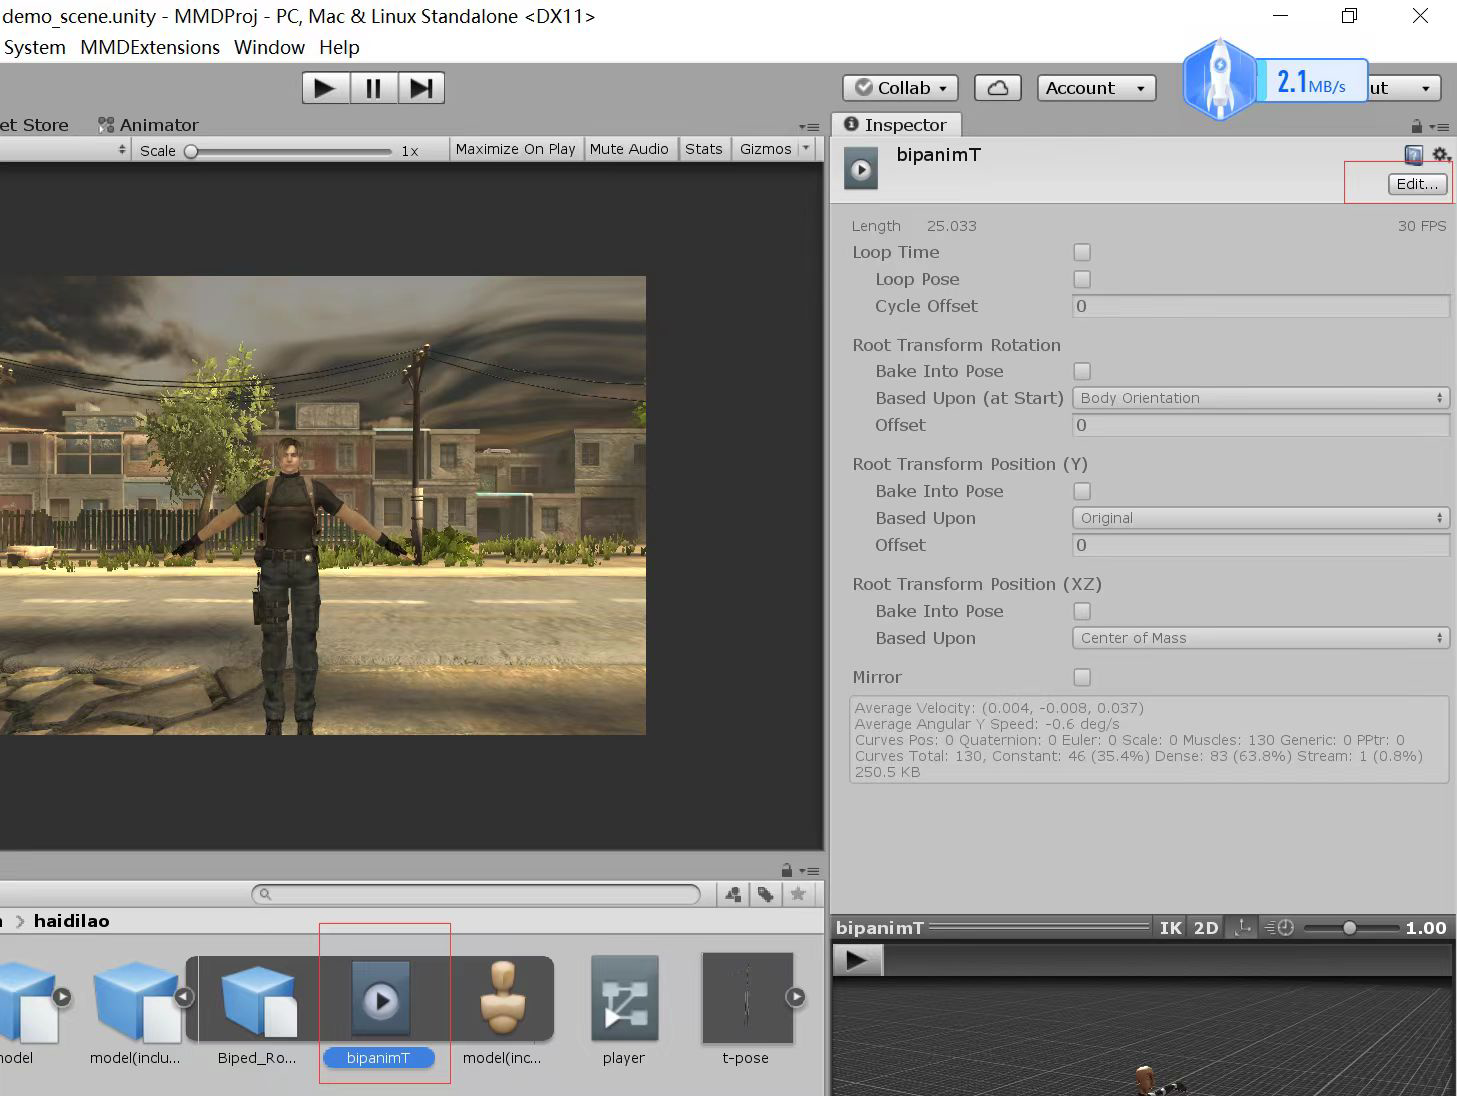 demo_scene.unity - MMDProj - PC, Mac & Linux Standalone <DX11>
System MMDExtensions Window Help
Collab
Account
2.1MB/s
ut
et Store Animator
Inspector
Scale 1x Maximize On Play Mute Audio Stats Gizmos
bipanimT
Edit...
Length 25.033 30 FPS
Loop Time
Loop Pose
Cycle Offset 0
Root Transform Rotation
Bake Into Pose
Based Upon (at Start) Body Orientation
Offset 0
Root Transform Position (Y)
Bake Into Pose
Based Upon Original
Offset 0
Root Transform Position (XZ)
Bake Into Pose
Based Upon Center of Mass
Mirror
Average Velocity: (0.004, -0.008, 0.037)
Average Angular Y Speed: -0.6 deg/s
Curves Pos: 0 Quaternion: 0 Euler: 0 Scale: 0 Muscles: 130 Generic: 0 PPtr: 0
Curves Total: 130, Constant: 46 (35.4%) Dense: 83 (63.8%) Stream: 1 (0.8%)
250.5 KB
haidilao
bipanimT IK 2D 1.00
nodel model(inclu... Biped_Ro... bipanimT model(inc... player t-pose